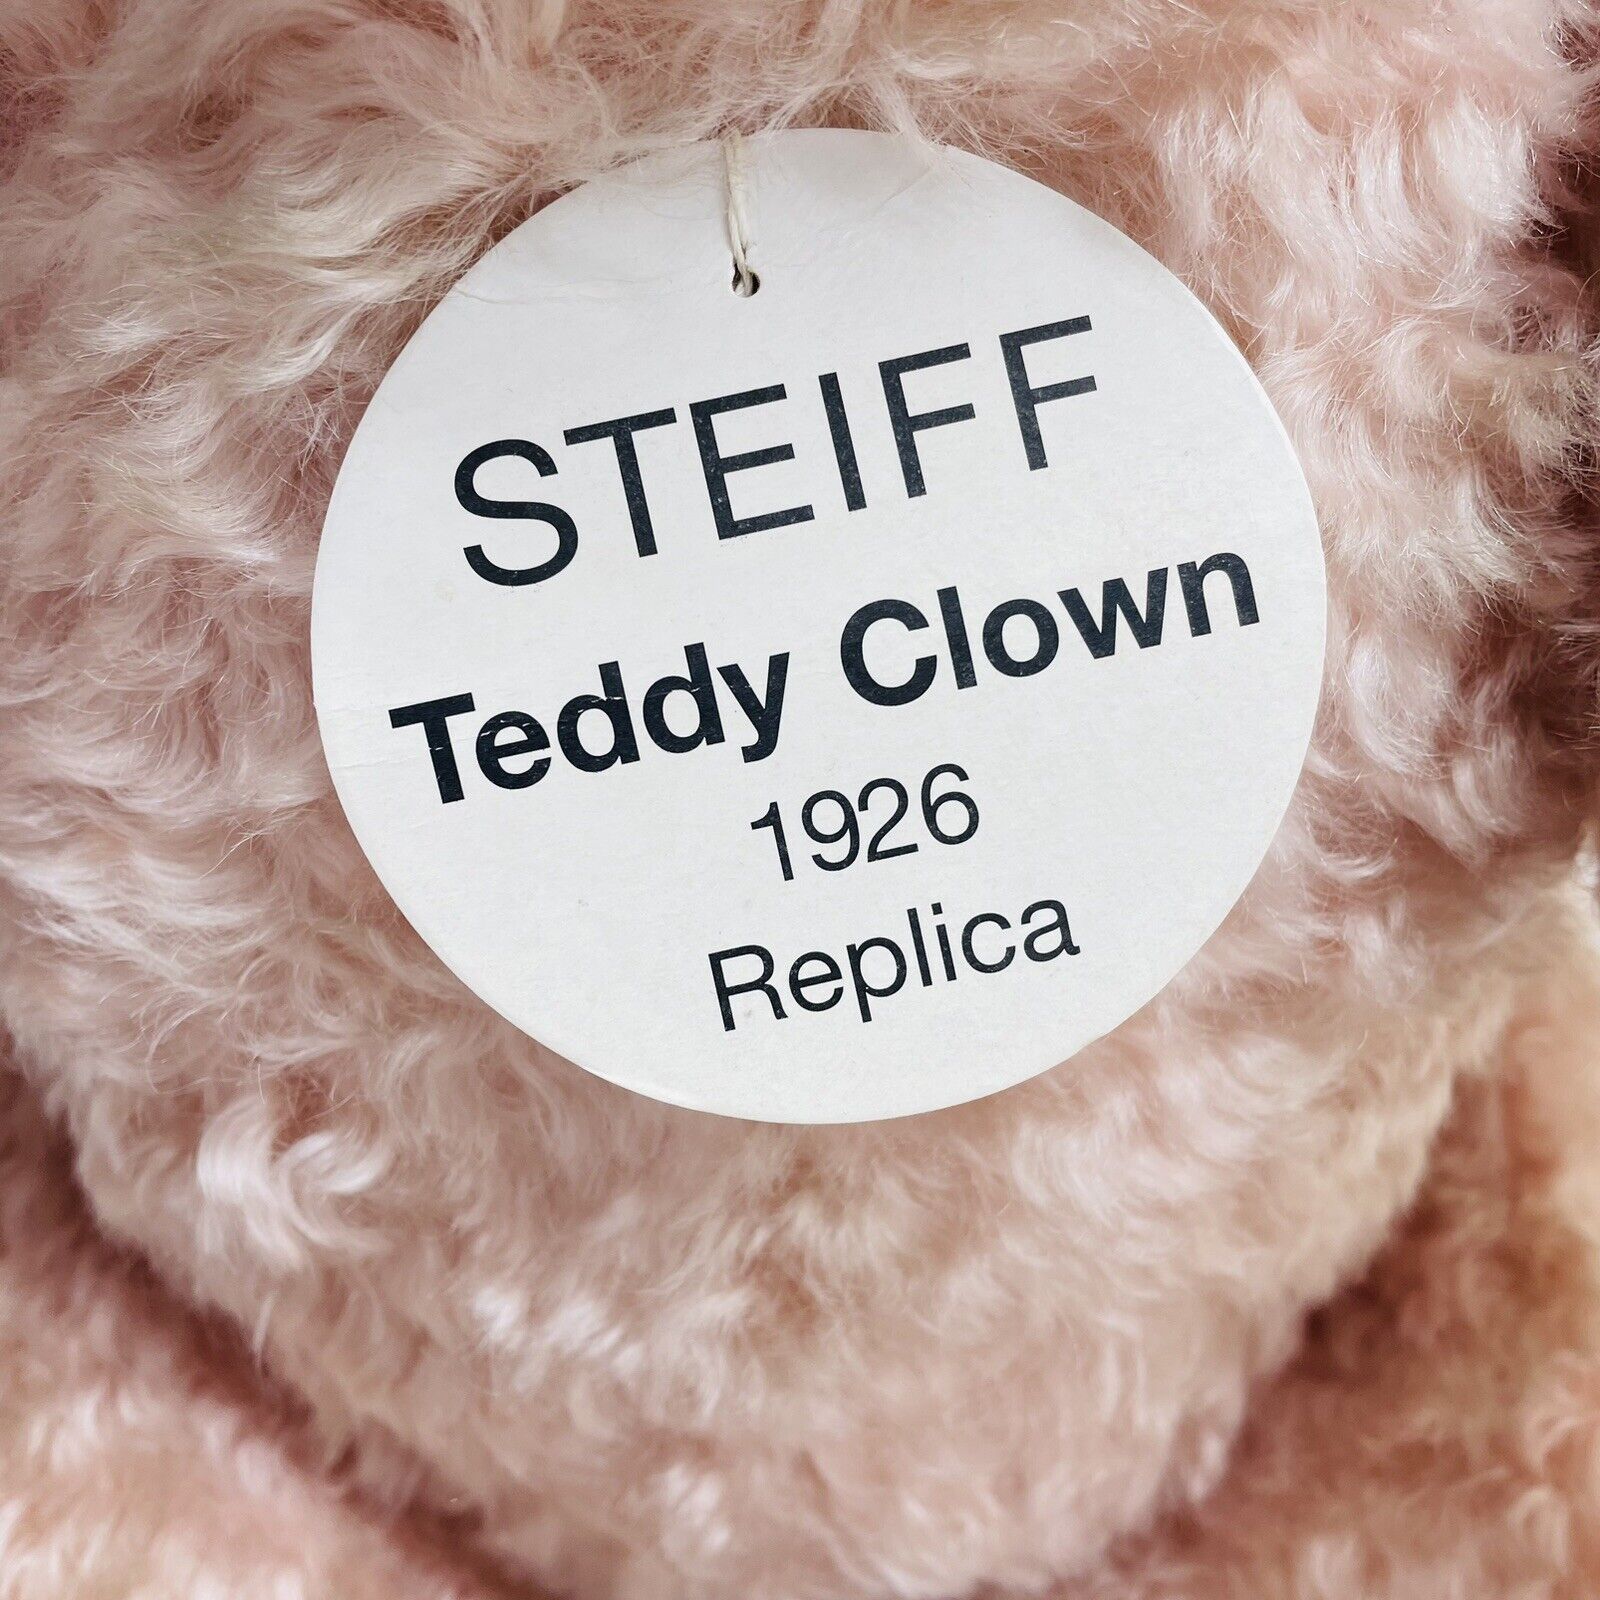 STEIFF
Teddy Clown
1926
Replica